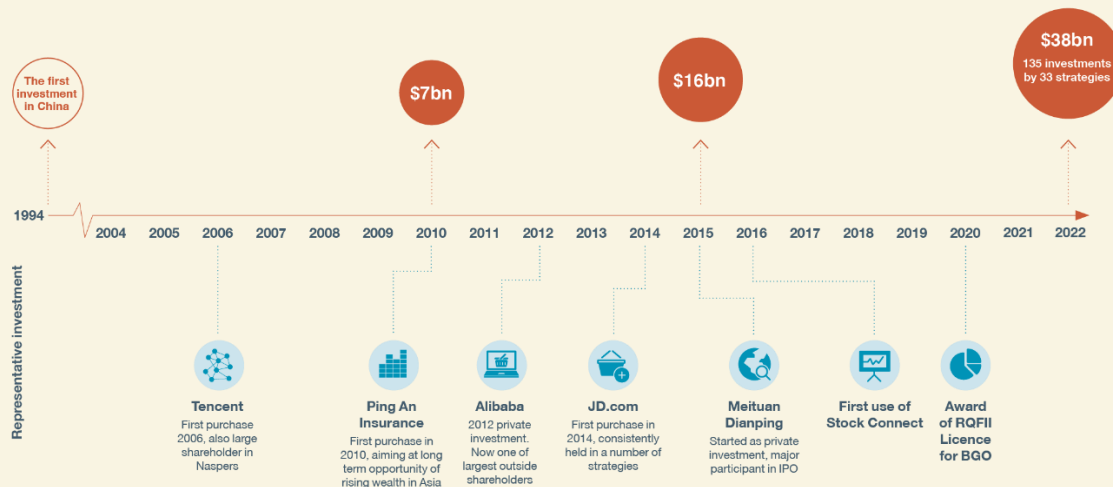 The first
investment
in China
$7bn
$16bn
$38bn
135 investments
by 33 strategies
1994
2004 2005 2006 2007 2008 2009 2010 2011 2012 2013 2014 2015 2016 2017 2018 2019 2020 2021 2022
Representative investment
Tencent
First purchase
2006, also large
shareholder in
Naspers
Ping An
Insurance
First purchase in
2010, aiming at long
term opportunity of
rising wealth in Asia
Alibaba
2012 private
investment.
Now one of
largest outside
shareholders
JD.com
First purchase in
2014, consistently
held in a number of
strategies
Meituan
Dianping
Started as private
investment, major
participant in IPO
First use of
Stock Connect
Award
of RQFII
Licence
for BGO